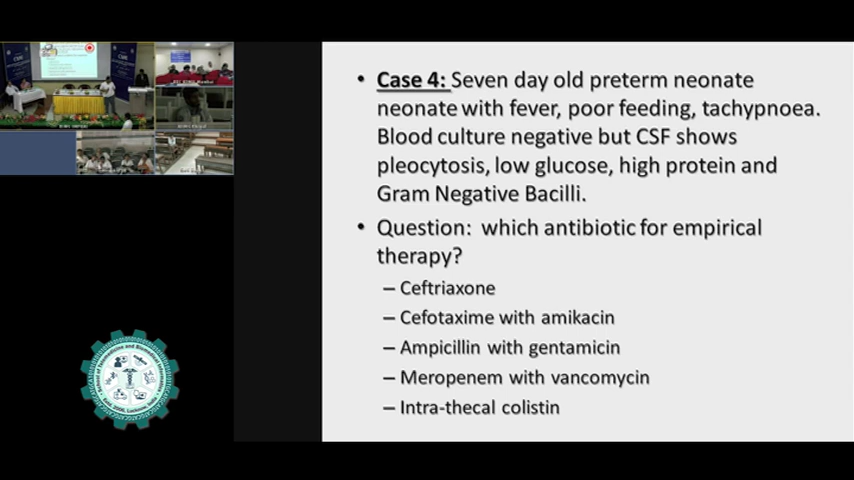 • Case 4: Seven day old preterm neonate
neonate with fever, poor feeding, tachypnoea.
Blood culture negative but CSF shows
pleocytosis, low glucose, high protein and
Gram Negative Bacilli.
• Question: which antibiotic for empirical
therapy?
– Ceftriaxone
– Cefotaxime with amikacin
– Ampicillin with gentamicin
– Meropenem with vancomycin
– Intra-thecal colistin